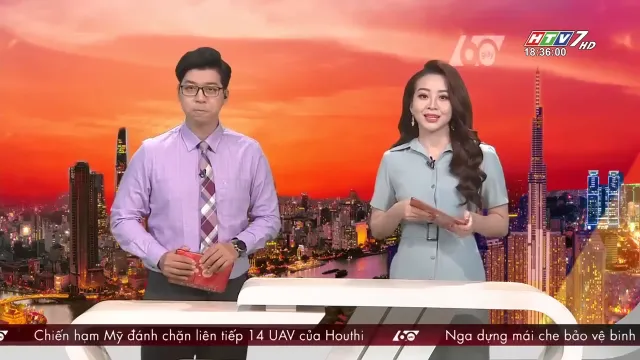 HTV7 HD
18:36:00
60
Chiến hạm Mỹ đánh chặn liên tiếp 14 UAV của Houthi 60 Nga dựng mái che bảo vệ binh